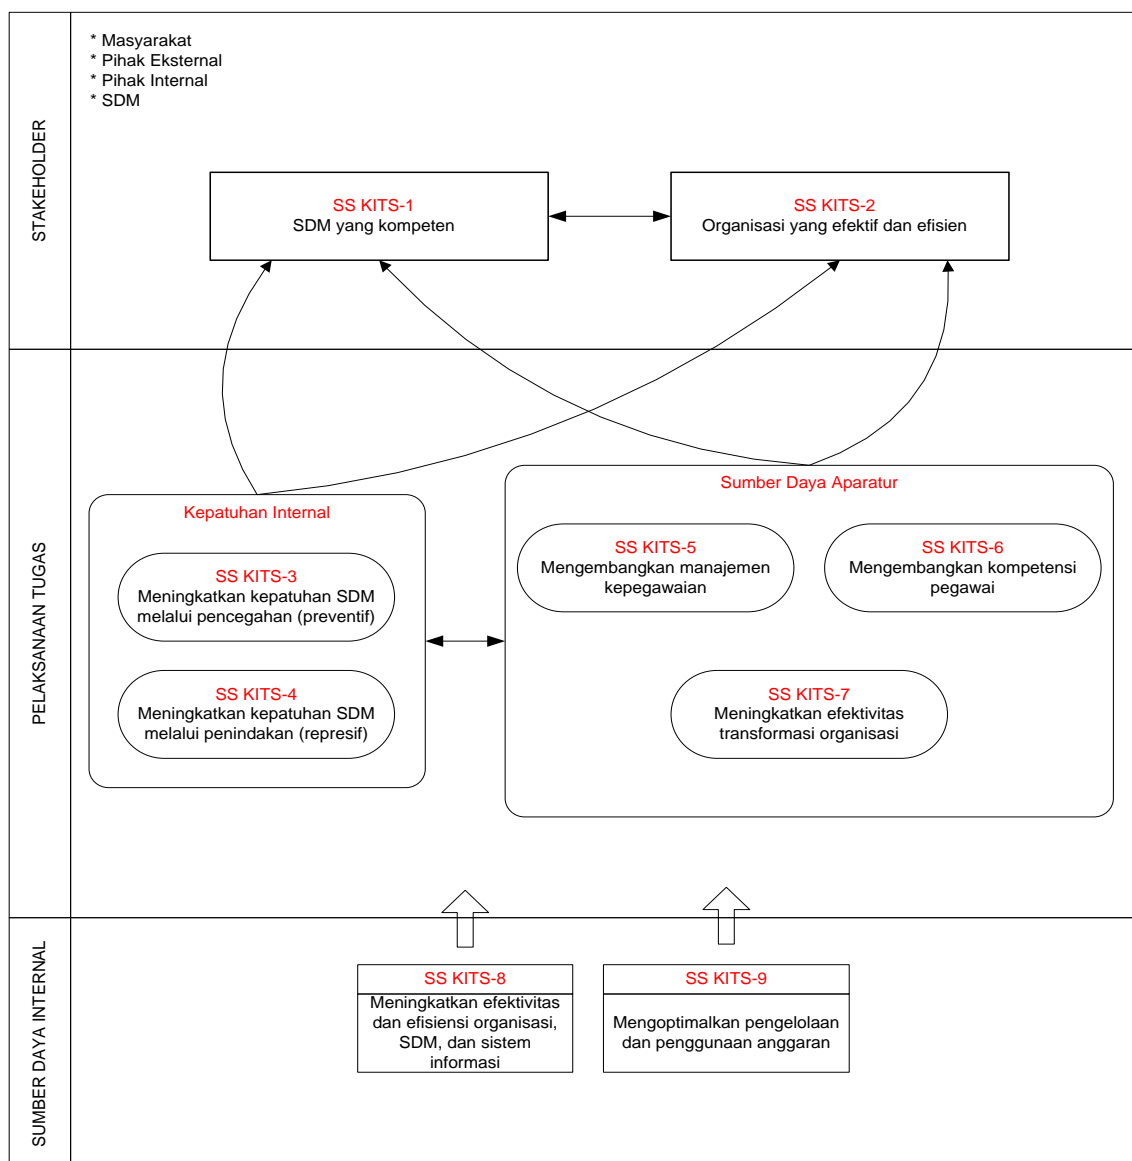 STAKEHOLDER
* Masyarakat
* Pihak Eksternal
* Pihak Internal
* SDM
SS KITS-1
SDM yang kompeten
SS KITS-2
Organisasi yang efektif dan efisien
PELAKSANAAN TUGAS
Kepatuhan Internal
SS KITS-3
Meningkatkan kepatuhan SDM
melalui pencegahan (preventif)
SS KITS-4
Meningkatkan kepatuhan SDM
melalui penindakan (represif)
Sumber Daya Aparatur
SS KITS-5
Mengembangkan manajemen
kepegawaian
SS KITS-6
Mengembangkan kompetensi
pegawai
SS KITS-7
Meningkatkan efektivitas
transformasi organisasi
SUMBER DAYA INTERNAL
SS KITS-8
Meningkatkan efektivitas
dan efisiensi organisasi,
SDM, dan sistem
informasi
SS KITS-9
Mengoptimalkan pengelolaan
dan penggunaan anggaran